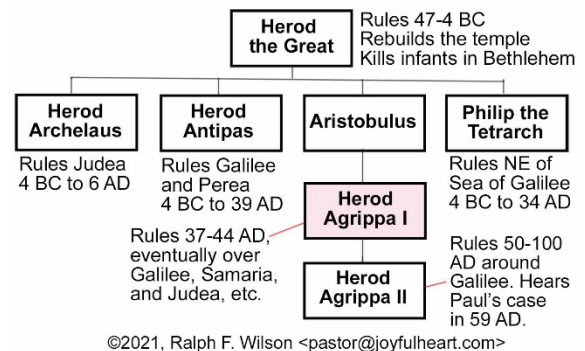 Herod
the Great
Rules 47-4 BC
Rebuilds the temple
Kills infants in Bethlehem
Herod
Archelaus
Rules Judea
4 BC to 6 AD
Herod
Antipas
Rules Galilee
and Perea
4 BC to 39 AD
Aristobulus
Philip the
Tetrarch
Rules NE of
Sea of Galilee
4 BC to 34 AD
Herod
Agrippa I
Rules 37-44 AD,
eventually over
Galilee, Samaria,
and Judea, etc.
Herod
Agrippa II
Rules 50-100
AD around
Galilee. Hears
Paul's case
in 59 AD.
©2021, Ralph F. Wilson <pastor@joyfulheart.com>